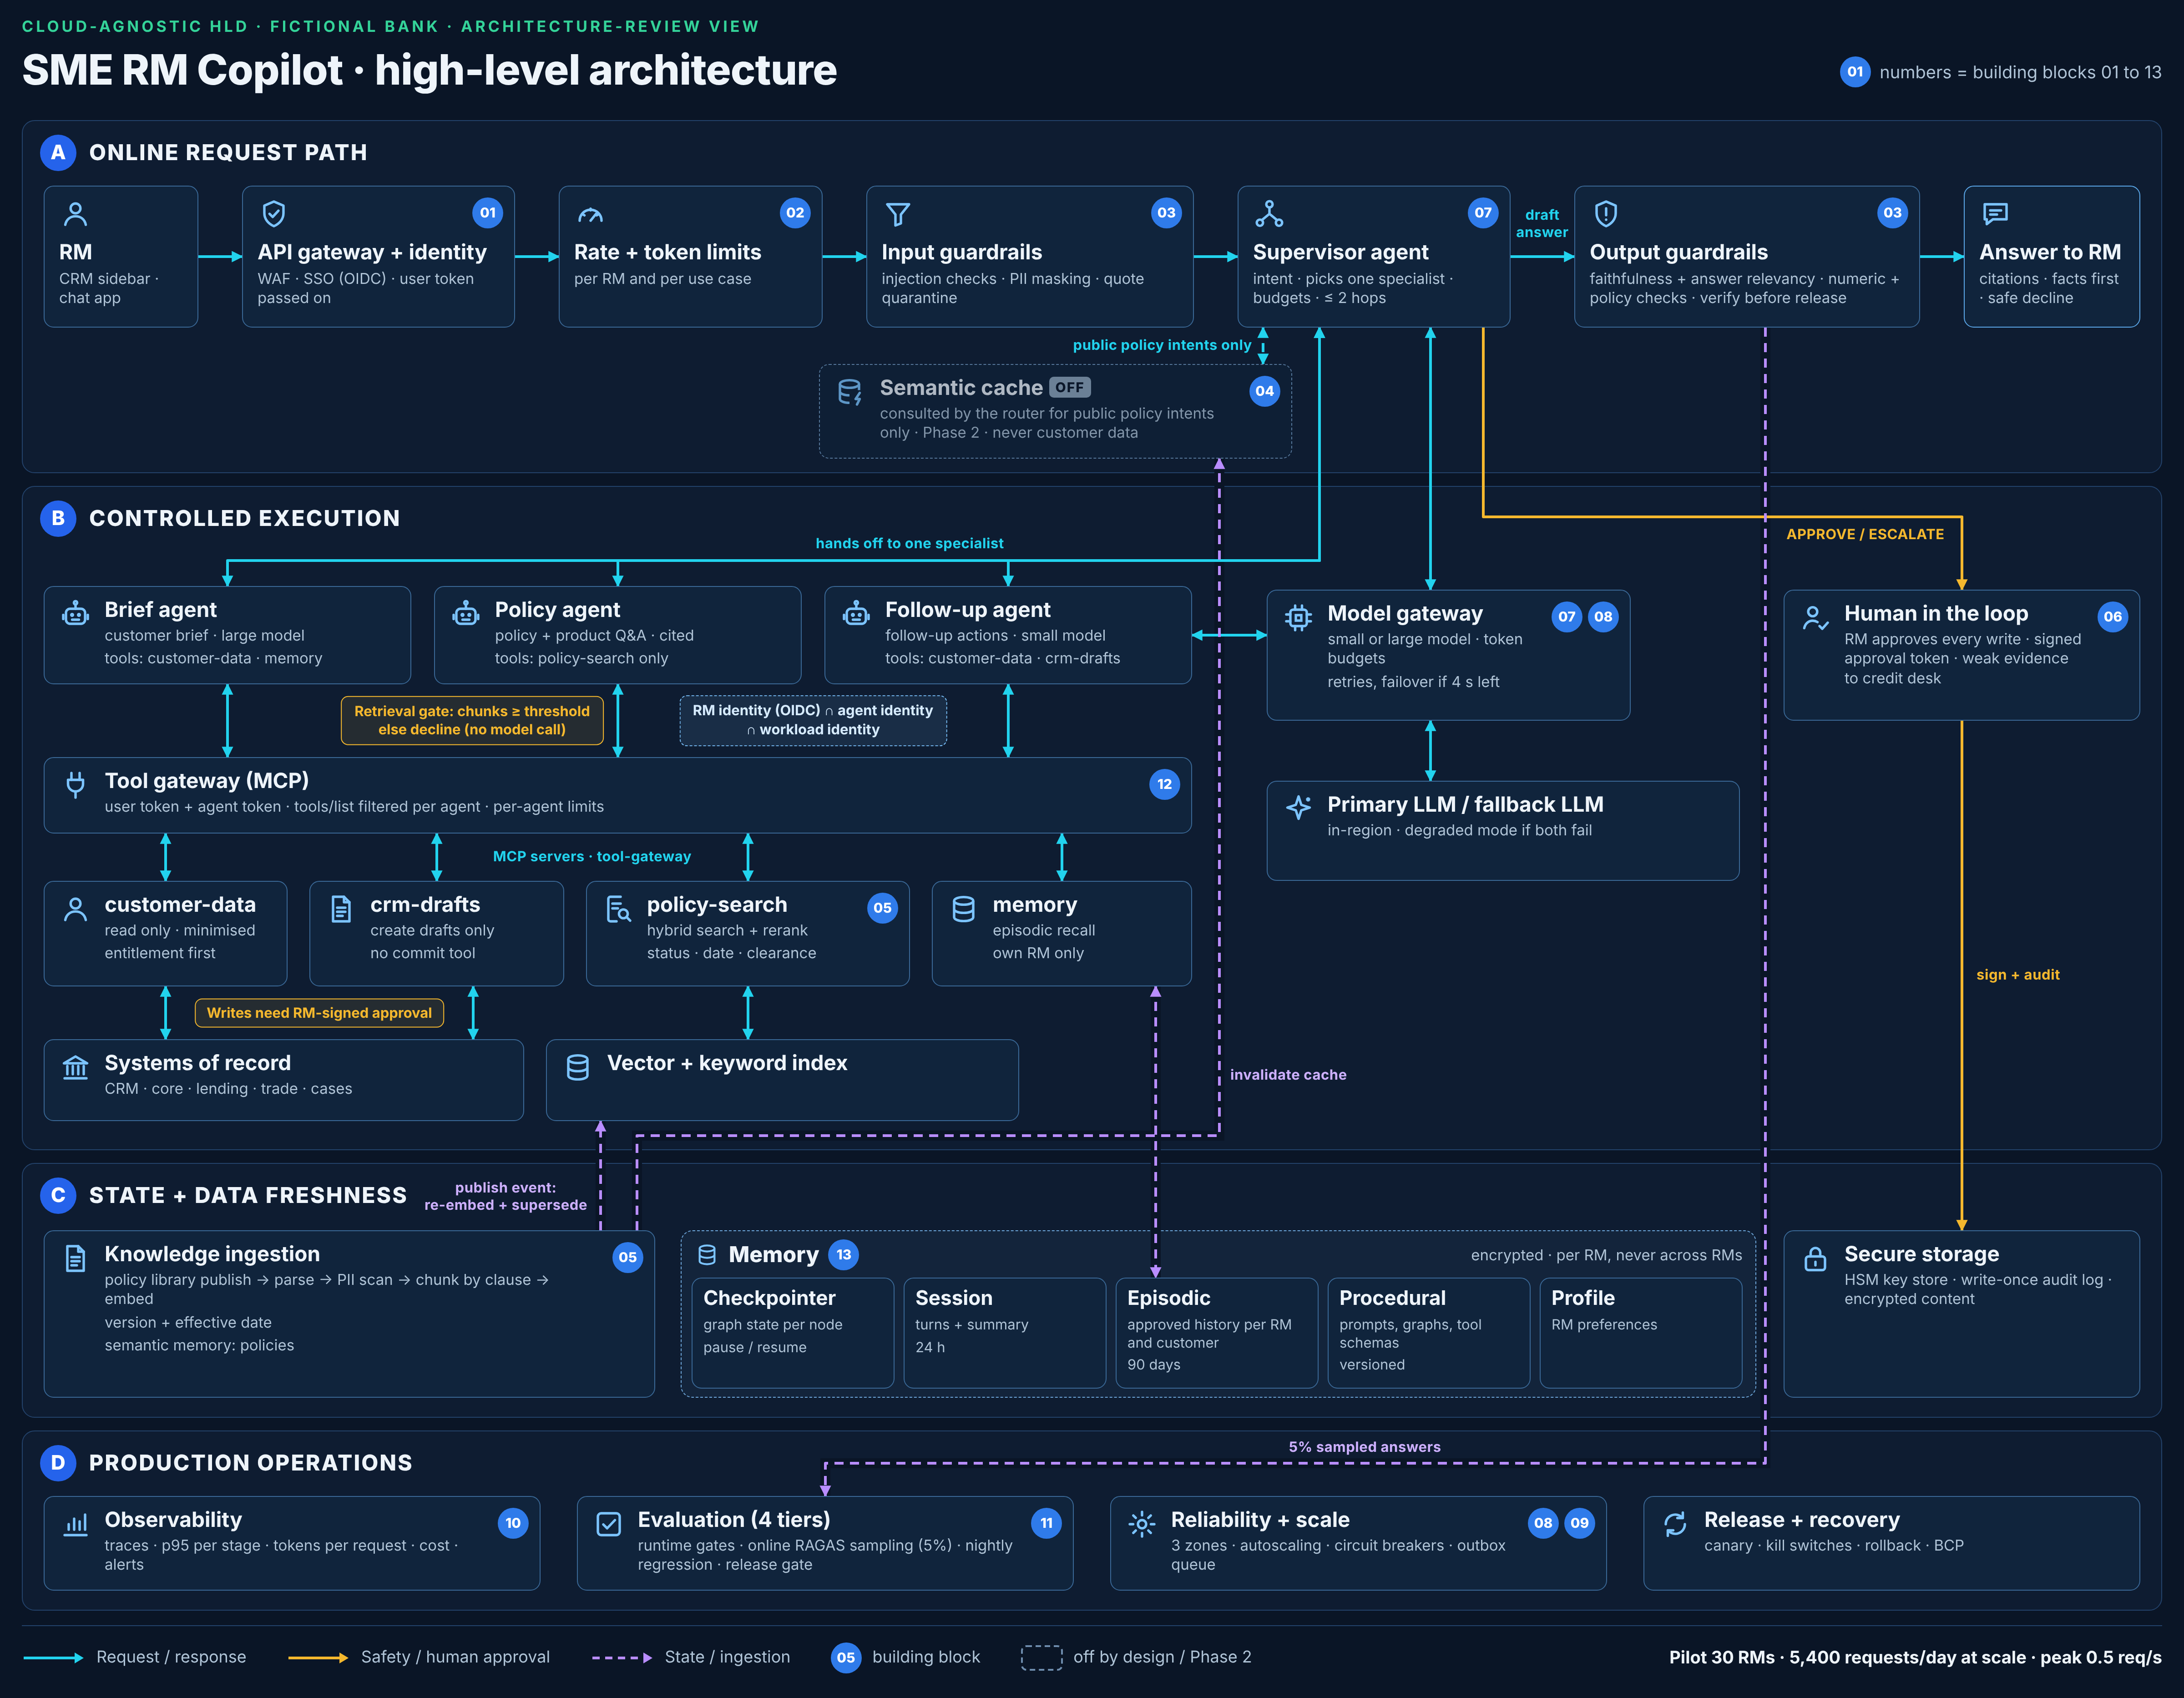 CLOUD-AGNOSTIC HLD · FICTIONAL BANK · ARCHITECTURE-REVIEW VIEW
SME RM Copilot · high-level architecture
01 numbers = building blocks 01 to 13
A ONLINE REQUEST PATH
RM
CRM sidebar ·
chat app
01
API gateway + identity
WAF · SSO (OIDC) · user token
passed on
02
Rate + token limits
per RM and per use case
03
Input guardrails
injection checks · PII masking · quote
quarantine
07
Supervisor agent
intent · picks one specialist ·
budgets · ≤ 2 hops
draft
answer
03
Output guardrails
faithfulness + answer relevancy · numeric +
policy checks · verify before release
Answer to RM
citations · facts first
· safe decline
public policy intents only
Semantic cache OFF
04
consulted by the router for public policy intents
only · Phase 2 · never customer data
B CONTROLLED EXECUTION
hands off to one specialist
APPROVE / ESCALATE
Brief agent
customer brief · large model
tools: customer-data · memory
Policy agent
policy + product Q&A · cited
tools: policy-search only
Follow-up agent
follow-up actions · small model
tools: customer-data · crm-drafts
Model gateway
07 08
small or large model · token
budgets
retries, failover if 4 s left
Human in the loop
06
RM approves every write · signed
approval token · weak evidence
to credit desk
Retrieval gate: chunks ≥ threshold
else decline (no model call)
RM identity (OIDC) ∩ agent identity
∩ workload identity
Tool gateway (MCP)
12
user token + agent token · tools/list filtered per agent · per-agent limits
Primary LLM / fallback LLM
in-region · degraded mode if both fail
MCP servers · tool-gateway
customer-data
read only · minimised
entitlement first
crm-drafts
create drafts only
no commit tool
policy-search
05
hybrid search + rerank
status · date · clearance
memory
episodic recall
own RM only
sign + audit
Writes need RM-signed approval
Systems of record
CRM · core · lending · trade · cases
Vector + keyword index
invalidate cache
C STATE + DATA FRESHNESS
publish event:
re-embed + supersede
Knowledge ingestion
05
policy library publish → parse → PII scan → chunk by clause →
embed
version + effective date
semantic memory: policies
Memory 13
encrypted · per RM, never across RMs
Checkpointer
graph state per node
pause / resume
Session
turns + summary
24 h
Episodic
approved history per RM
and customer
90 days
Procedural
prompts, graphs, tool
schemas
versioned
Profile
RM preferences
Secure storage
HSM key store · write-once audit log ·
encrypted content
D PRODUCTION OPERATIONS
5% sampled answers
Observability
10
traces · p95 per stage · tokens per request · cost ·
alerts
Evaluation (4 tiers)
11
runtime gates · online RAGAS sampling (5%) · nightly
regression · release gate
Reliability + scale
08 09
3 zones · autoscaling · circuit breakers · outbox
queue
Release + recovery
canary · kill switches · rollback · BCP
Request / response
Safety / human approval
State / ingestion
05 building block
off by design / Phase 2
Pilot 30 RMs · 5,400 requests/day at scale · peak 0.5 req/s